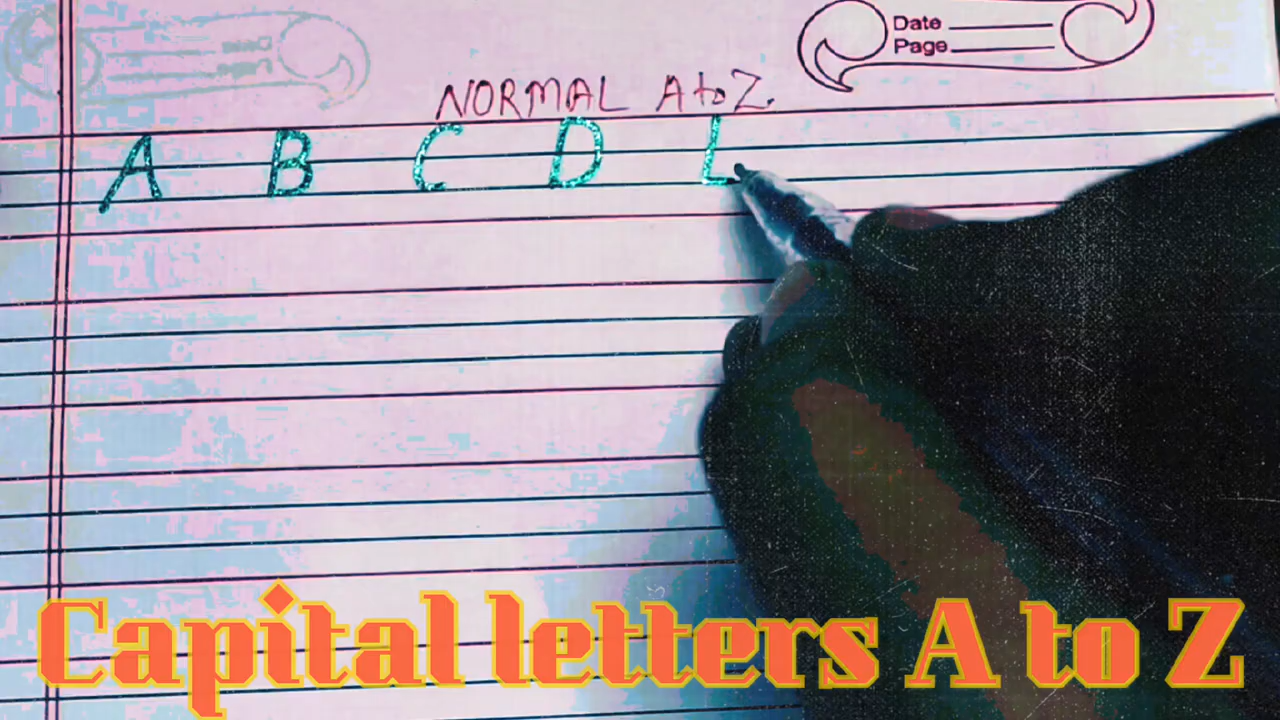 Date
Page
NORMAL A to Z.
A B C D L
Capital letters A to Z